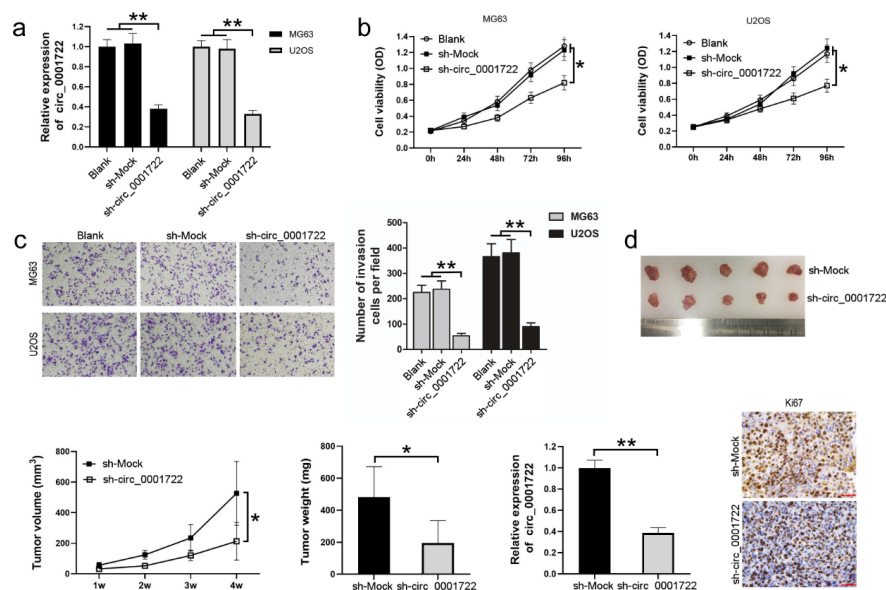 a
Relative expression
of circ_0001722
1.4
1.2
1.0
0.8
0.6
0.4
0.2
0.0
**
**
MG63
U2OS
Blank
sh-Mock
sh-circ_0001722
Blank
sh-Mock
sh-circ_0001722
b
MG63
Cell viability (OD)
1.4
1.2
1.0
0.8
0.6
0.4
0.2
0h
24h
48h
72h
96h
Blank
sh-Mock
sh-circ_0001722
*
U2OS
Cell viability (OD)
1.4
1.2
1.0
0.8
0.6
0.4
0.2
0.0
0h
24h
48h
72h
96h
*
c
Blank
sh-Mock
sh-circ_0001722
MG63
U2OS
Number of invasion
cells per field
500
400
300
200
100
0
**
**
MG63
U2OS
Blank
sh-Mock
sh-circ_0001722
Blank
sh-Mock
sh-circ_0001722
d
sh-Mock
sh-circ_0001722
Tumor volume (mm³)
800
600
400
200
0
1w
2w
3w
4w
sh-Mock
sh-circ_0001722
*
Tumor weight (mg)
800
600
400
200
0
*
sh-Mock
sh-circ_0001722
Relative expression
of circ_0001722
1.2
1.0
0.8
0.6
0.4
0.2
0.0
**
sh-Mock
sh-circ_0001722
Ki67
sh-Mock
sh-circ_0001722